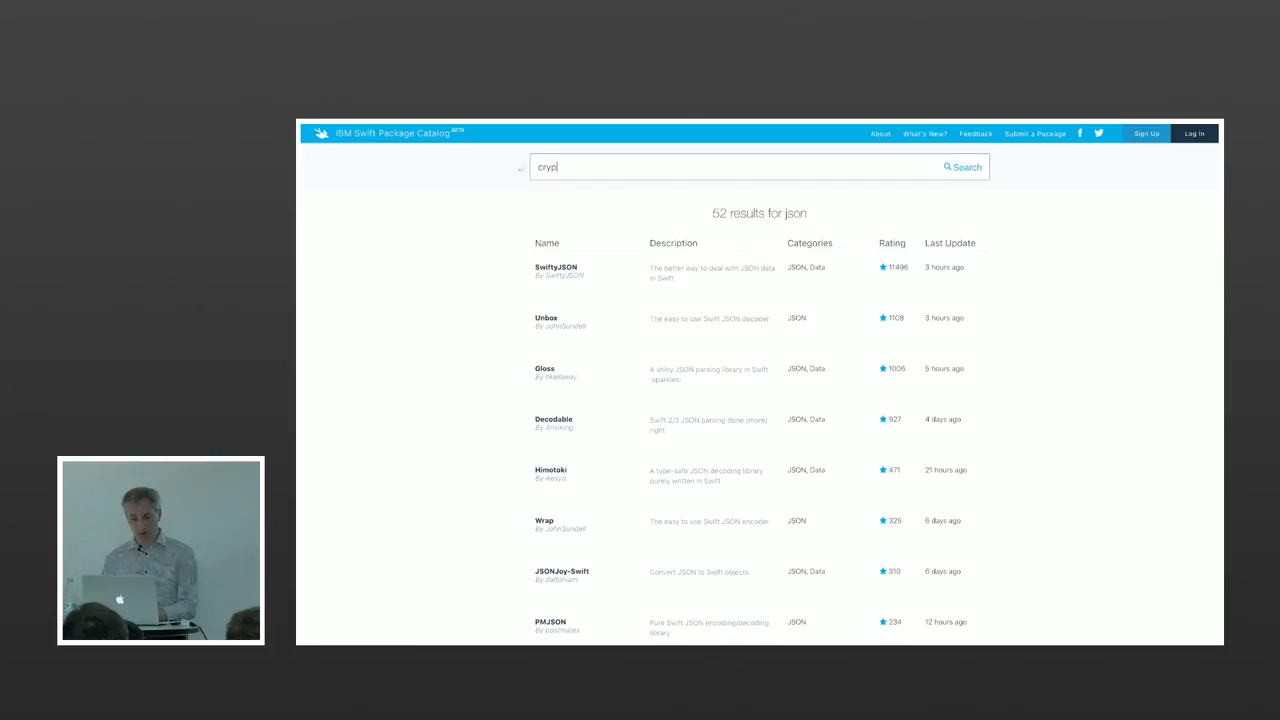 IBM Swift Package Catalog BETA
About What's New? Feedback Submit a Package Sign Up Log In
cryp
Search
52 results for json
Name Description Categories Rating Last Update
SwiftyJSON The better way to deal with JSON data JSON, Data 11496 3 hours ago
By SwiftyJSON in Swift
Unbox The easy to use Swift JSON decoder JSON 1108 3 hours ago
By JohnSundell
Gloss A shiny JSON parsing library in Swift JSON, Data 1006 5 hours ago
By hkellaway :sparkles:
Decodable Swift 2/3 JSON parsing done (more) JSON, Data 927 4 days ago
By Anviking right
Himotoki A type-safe JSON decoding library JSON, Data 471 21 hours ago
By ikesyo purely written in Swift
Wrap The easy to use Swift JSON encoder JSON 325 6 days ago
By JohnSundell
JSONJoy-Swift Convert JSON to Swift objects. JSON, Data 310 6 days ago
By daltoniam
PMJSON Pure Swift JSON encoding/decoding JSON 234 12 hours ago
By postmates library